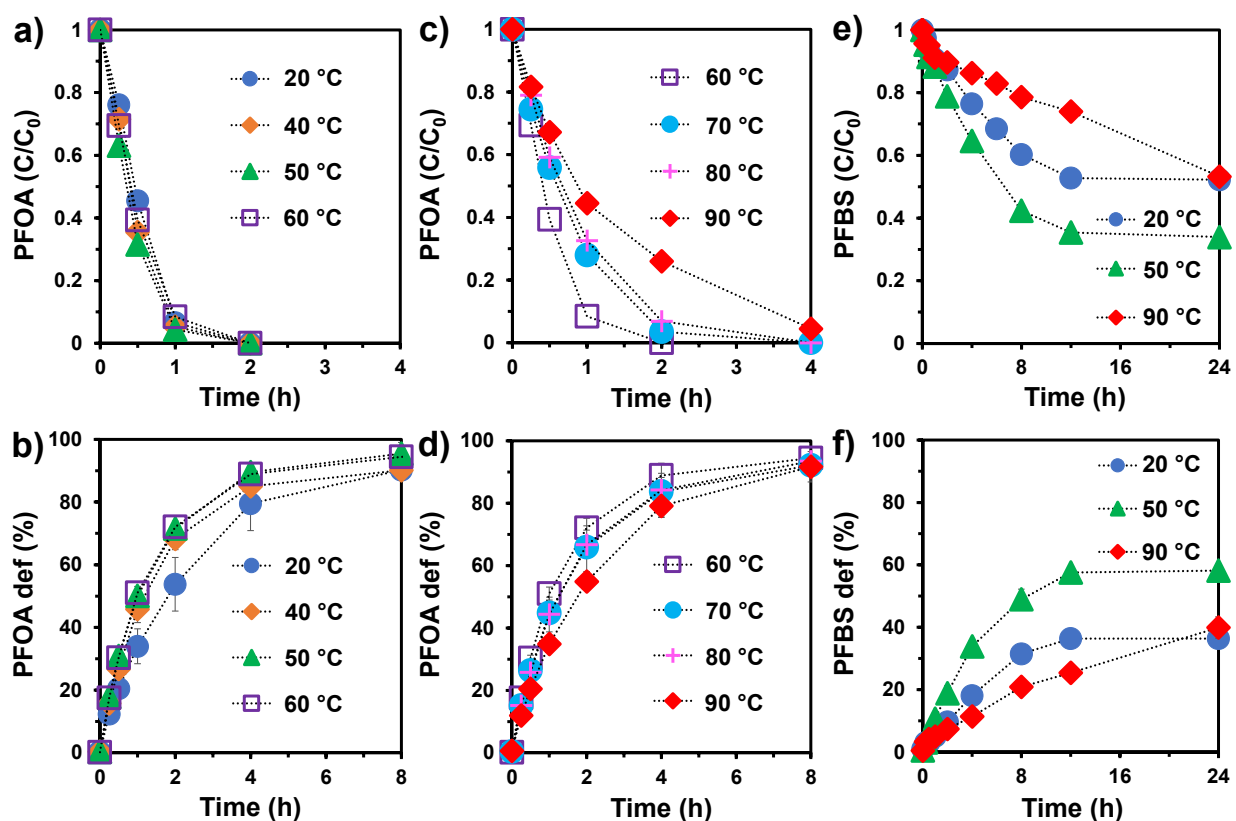 a)
PFOA (C/C0)
1
0.8
0.6
0.4
0.2
0
20 °C
40 °C
50 °C
60 °C
0 1 2 3 4
Time (h)
c)
PFOA (C/C0)
1
0.8
0.6
0.4
0.2
0
60 °C
70 °C
80 °C
90 °C
0 1 2 3 4
Time (h)
e)
PFBS (C/C0)
1
0.8
0.6
0.4
0.2
0
20 °C
50 °C
90 °C
0 8 16 24
Time (h)
b)
PFOA def (%)
100
80
60
40
20
0
20 °C
40 °C
50 °C
60 °C
0 2 4 6 8
Time (h)
d)
PFOA def (%)
100
80
60
40
20
0
60 °C
70 °C
80 °C
90 °C
0 2 4 6 8
Time (h)
f)
PFBS def (%)
100
80
60
40
20
0
20 °C
50 °C
90 °C
0 8 16 24
Time (h)